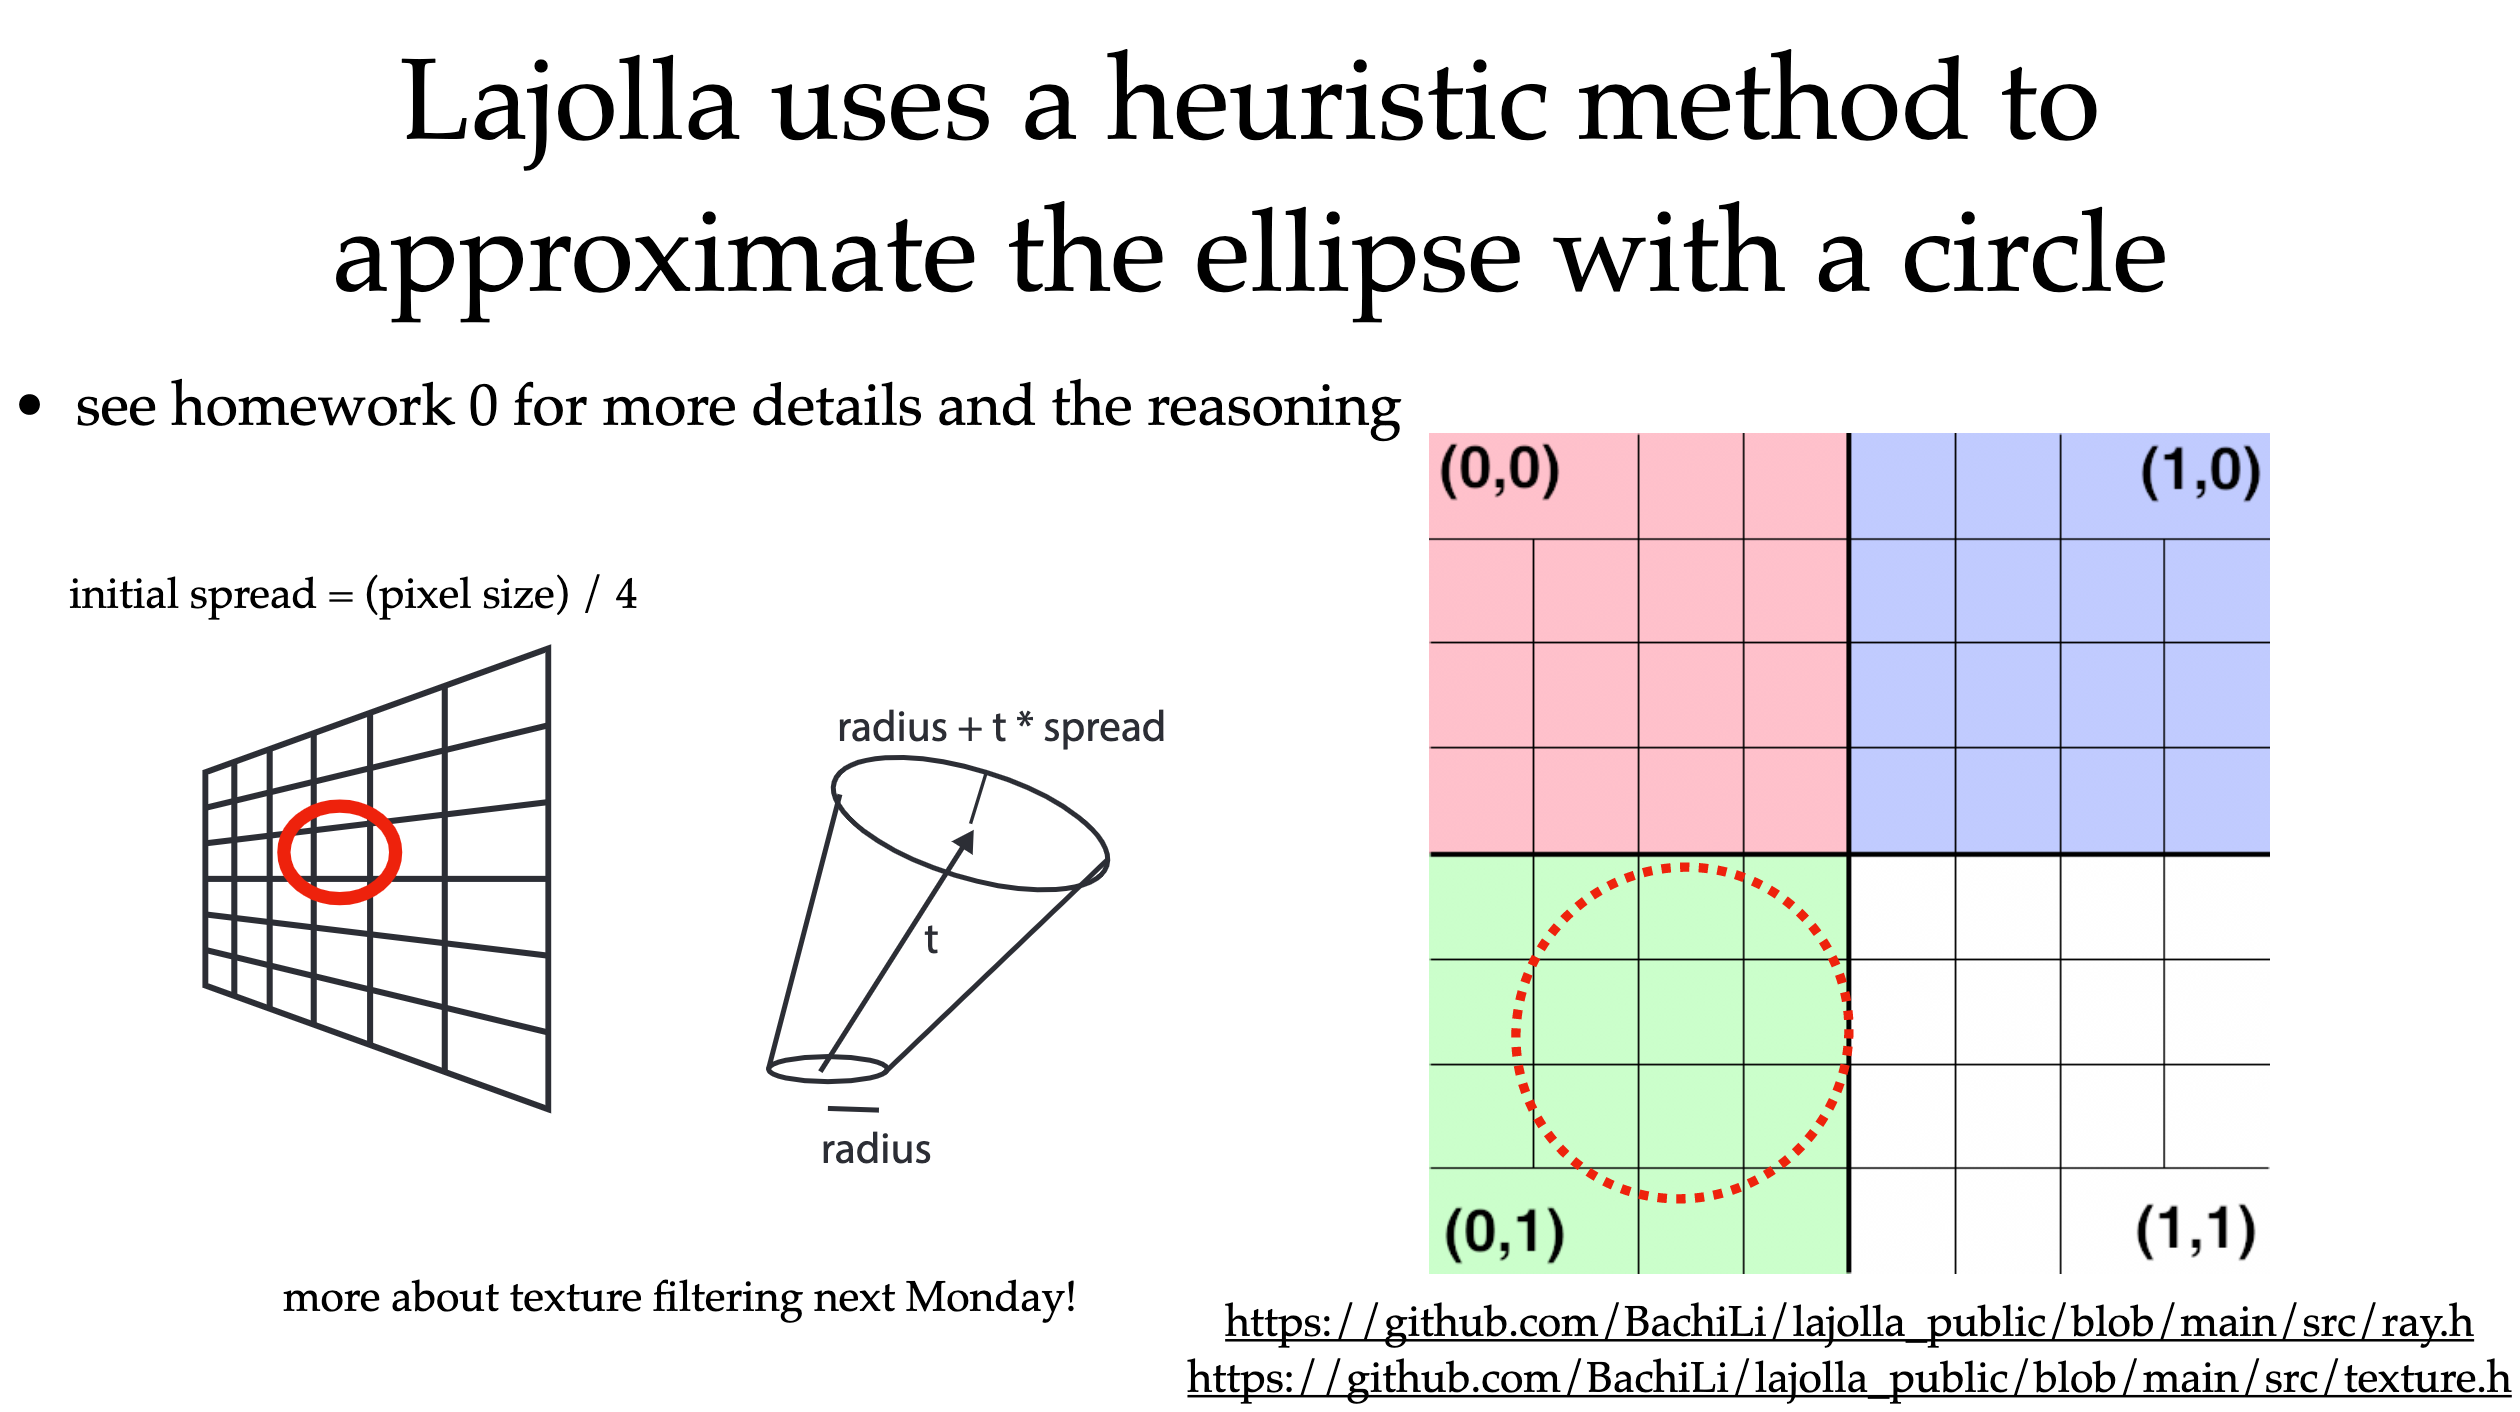 Lajolla uses a heuristic method to
approximate the ellipse with a circle
• see homework 0 for more details and the reasoning
initial spread = (pixel size) / 4
radius + t * spread
t
radius
(0,0)
(1,0)
(0,1)
(1,1)
more about texture filtering next Monday!
https://github.com/BachiLi/lajolla_public/blob/main/src/ray.h
https://github.com/BachiLi/lajolla_public/blob/main/src/texture.h